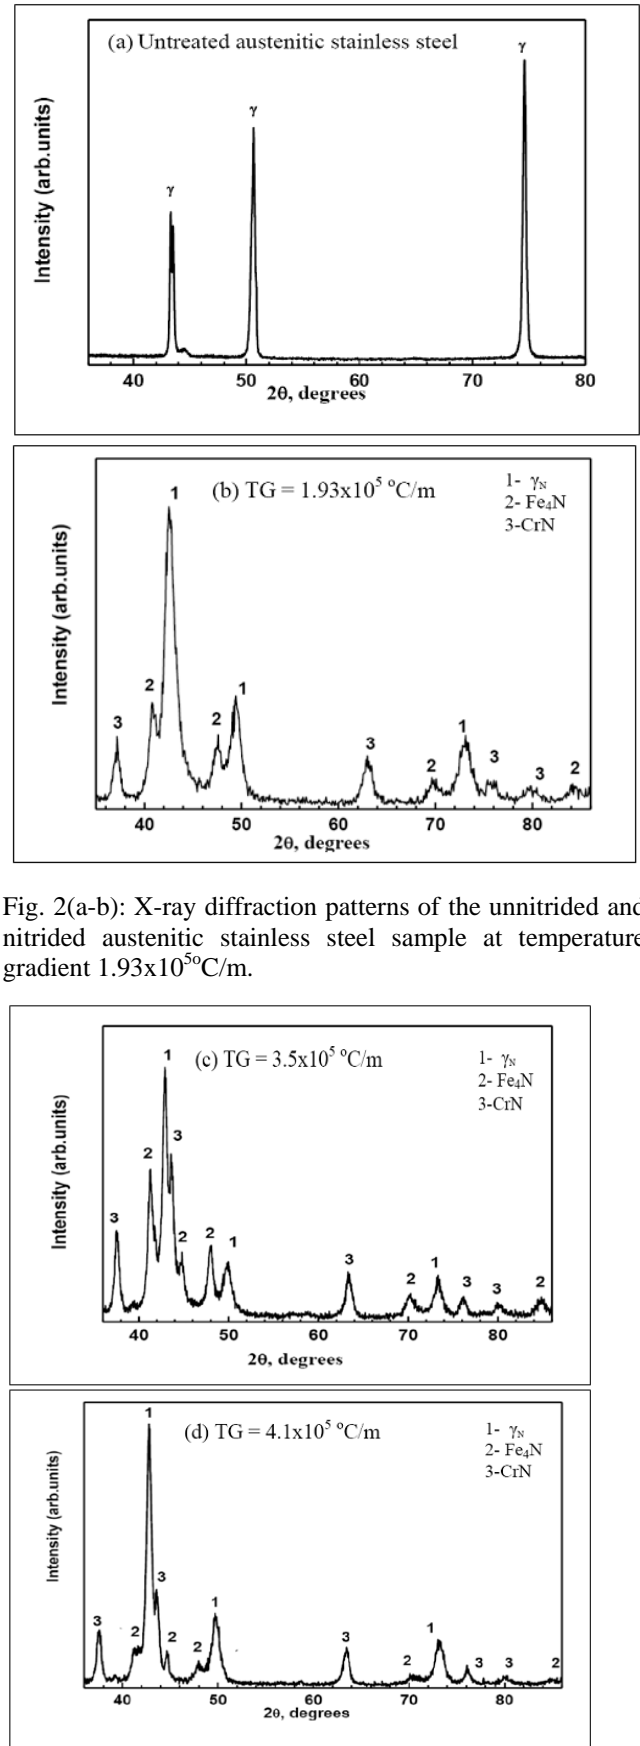 (a) Untreated austenitic stainless steel
γ
γ
γ
Intensity (arb.units)
40 50 60 70 80
2θ, degrees
(b) TG = 1.93x10⁵ ⁰C/m
1- γN
2- Fe₄N
3-CrN
1
2
3
2
1
3
2
1
3
3
2
Intensity (arb.units)
40 50 60 70 80
2θ, degrees
Fig. 2(a-b): X-ray diffraction patterns of the unnitrided and
nitrided austenitic stainless steel sample at temperature
gradient 1.93x10⁵⁰C/m.
(c) TG = 3.5x10⁵ ⁰C/m
1- γN
2- Fe₄N
3-CrN
1
3
2
3
2
2
1
3
2
1
3
3
2
Intensity (arb.units)
40 50 60 70 80
2θ, degrees
(d) TG = 4.1x10⁵ ⁰C/m
1- γN
2- Fe₄N
3-CrN
1
3
3
2
2
2
1
3
2
1
3
3
2
Intensity (arb.units)
40 50 60 70 80
2θ, degrees